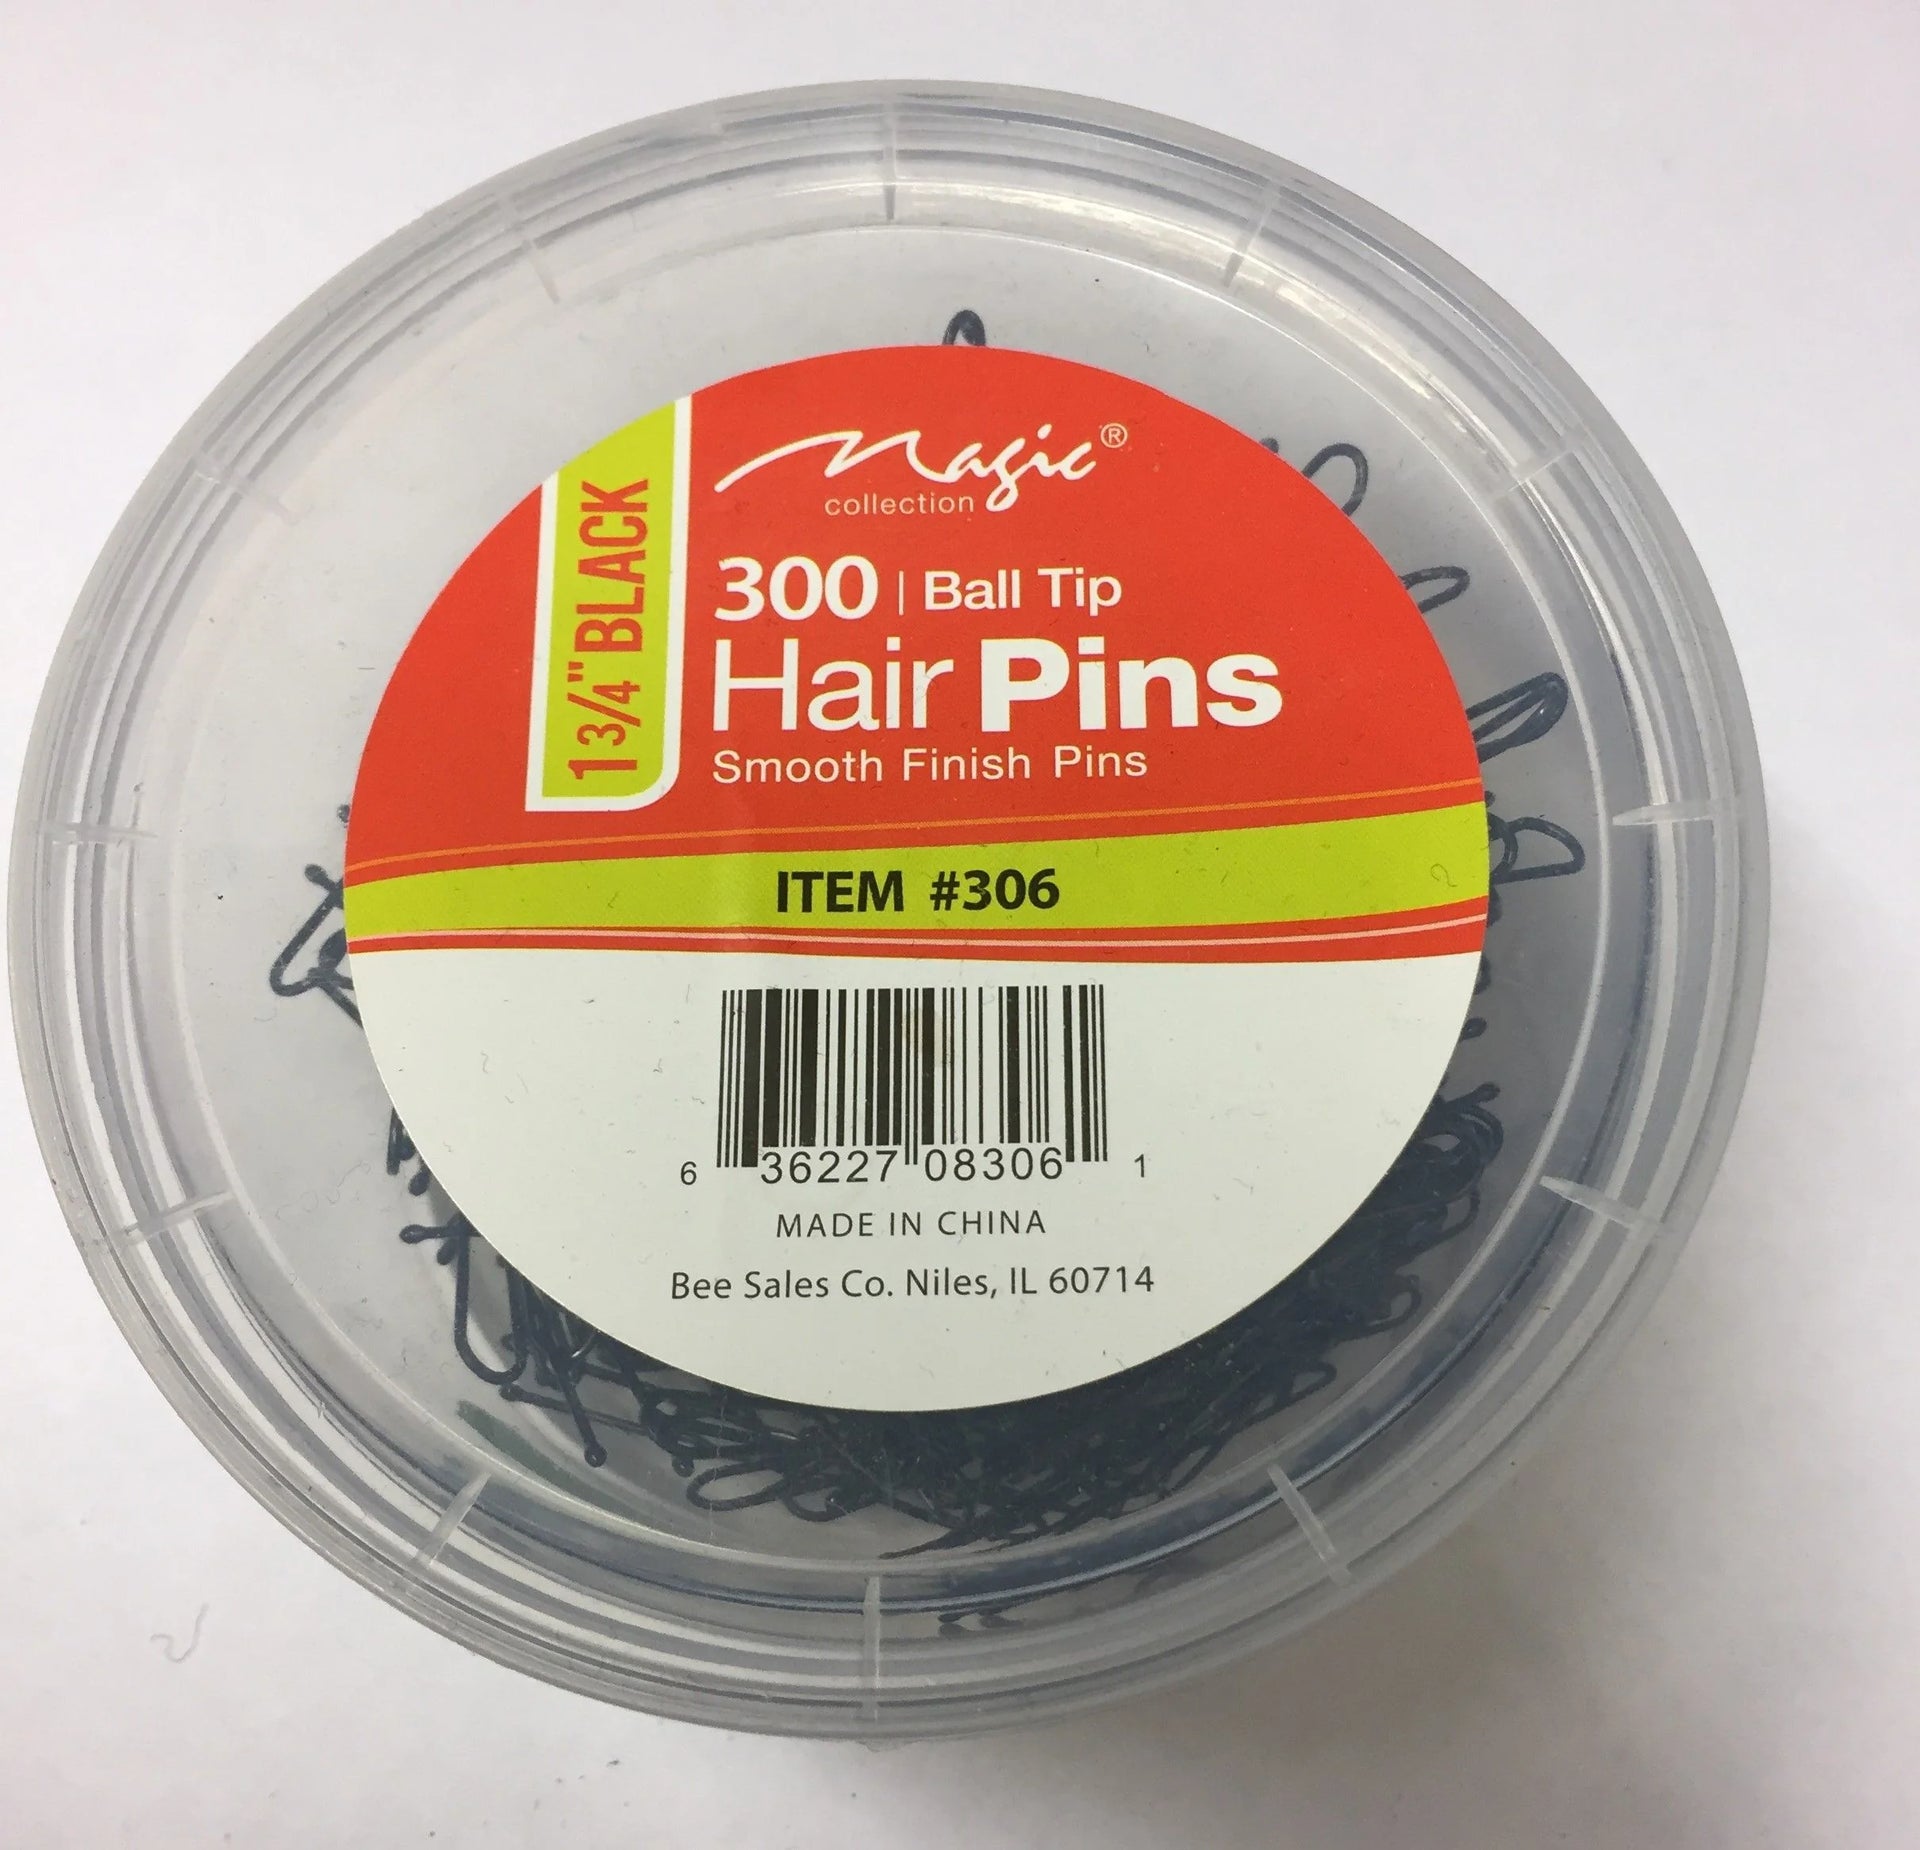 Magic®
collection
1 3/4" BLACK
300 | Ball Tip
Hair Pins
Smooth Finish Pins
ITEM #306
6 36227 08306 1
MADE IN CHINA
Bee Sales Co. Niles, IL 60714